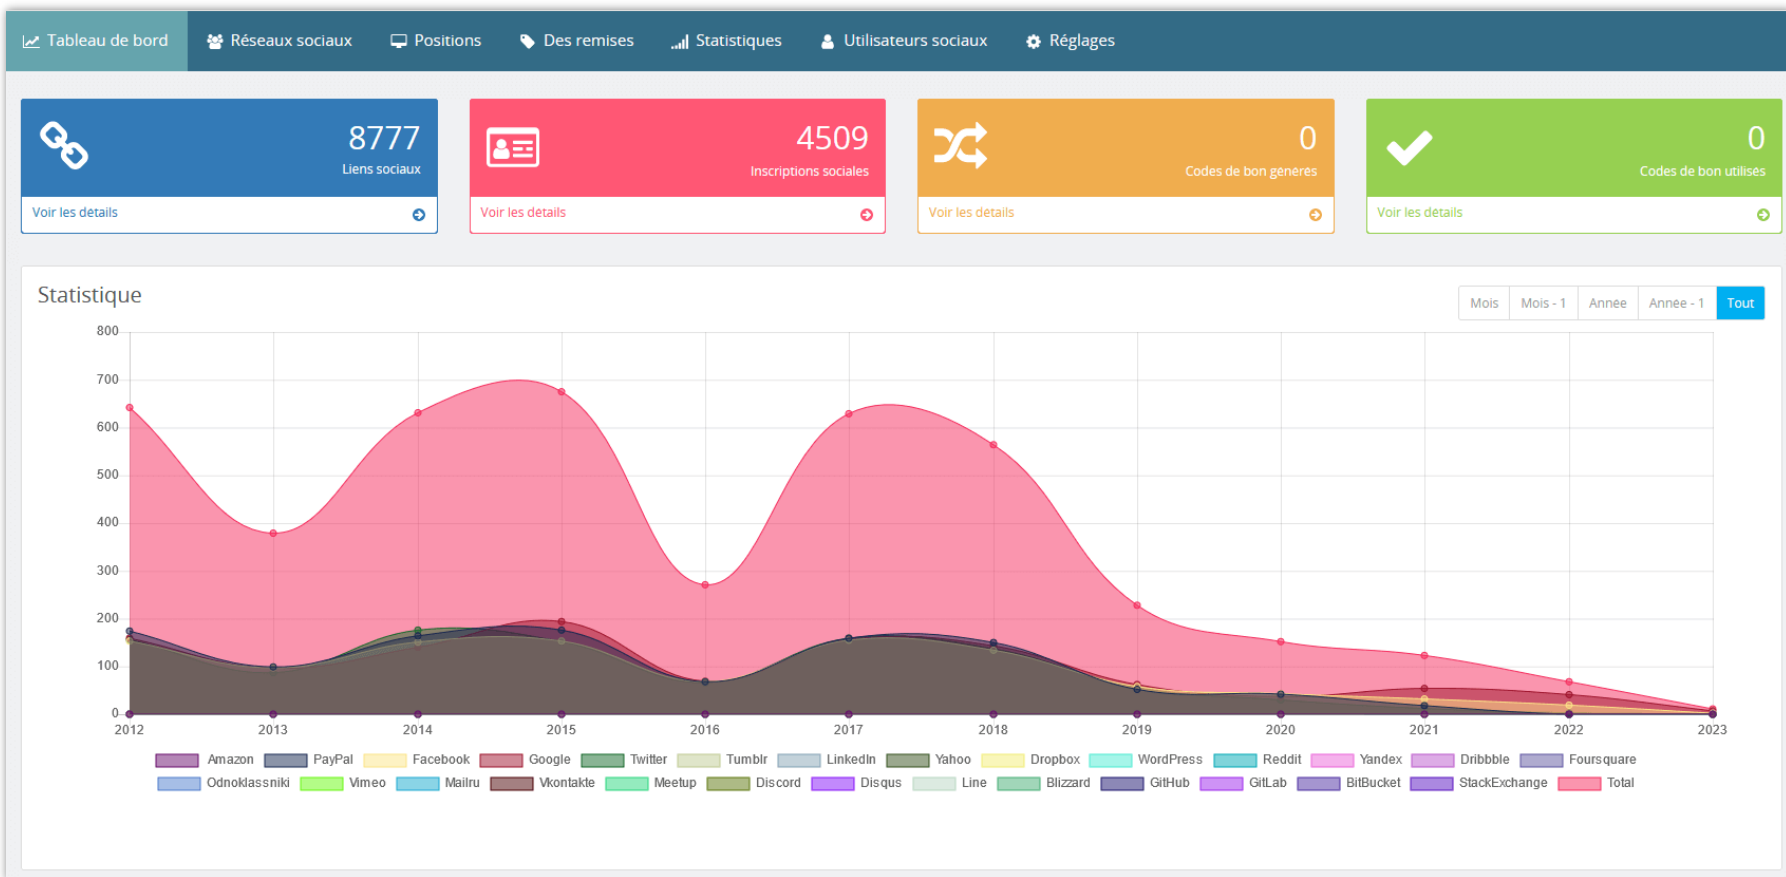 Tableau de bord Réseaux sociaux Positions Des remises Statistiques Utilisateurs sociaux Réglages
8777
Liens sociaux
Voir les détails
4509
Inscriptions sociales
Voir les détails
0
Codes de bon générés
Voir les détails
0
Codes de bon utilisés
Voir les détails
Statistique
Mois Mois - 1 Année Année - 1 Tout
800
700
600
500
400
300
200
100
0
2012 2013 2014 2015 2016 2017 2018 2019 2020 2021 2022 2023
Amazon PayPal Facebook Google Twitter Tumblr LinkedIn Yahoo Dropbox WordPress Reddit Yandex Dribbble Foursquare
Odnoklassniki Vimeo Mailru Vkontakte Meetup Discord Disqus Line Blizzard GitHub GitLab BitBucket StackExchange Total